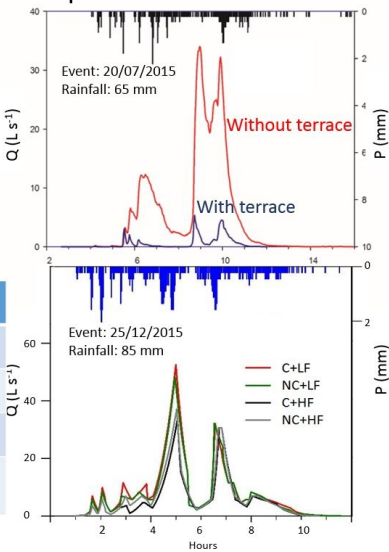 40
0
Event: 20/07/2015
Rainfall: 65 mm
30
2
4
20
Without terrace
6
10
With terrace
8
0
10
2
6
10
14
Q (L s-1)
P (mm)
0
Event: 25/12/2015
Rainfall: 85 mm
2
60
C+LF
NC+LF
C+HF
NC+HF
40
20
0
2
4
6
8
10
Hours
Q (L s-1)
P (mm)